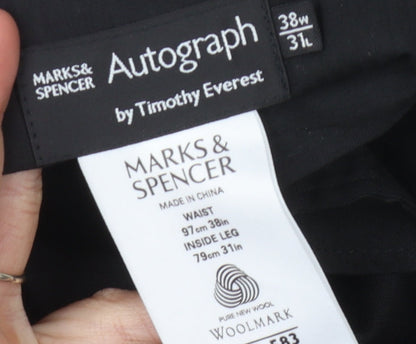 MARKS &
SPENCER
Autograph
by Timothy Everest
38W
31L
MARKS &
SPENCER
MADE IN CHINA
WAIST
97cm 38in
INSIDE LEG
79cm 31in
PURE NEW WOOL
WOOLMARK
583